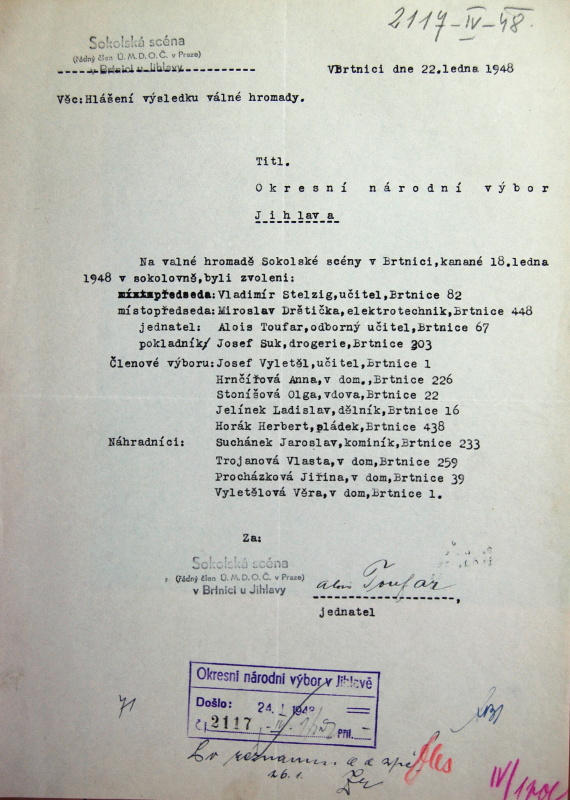 2117-IV-48.
Sokolská scéna
(řádný člen Ú.M.D.O.Č. v Praze)
v Brtnici u Jihlavy
VBrtnici dne 22.ledna 1948
Věc:Hlášení výsledku válné hromady.
Titl.
Okresní národní výbor
Jihlava
Na valné hromadě Sokolské scény v Brtnici,kanané 18.ledna
1948 v sokolovně,byli zvoleni:
místopředseda:Vladimír Stelzig,učitel,Brtnice 82
místopředseda:Miroslav Drětička,elektrotechnik,Brtnice 448
jednatel: Alois Toufar,odborný učitel,Brtnice 67
pokladník/ Josef Suk,drogerie,Brtnice 203
Členové výboru:Josef Vyletěl,učitel,Brtnice 1
Hrnčířová Anna,v dom.,Brtnice 226
Stoníšová Olga,vdova,Brtnice 22
Jelínek Ladislav,dělník,Brtnice 16
Horák Herbert,pládek,Brtnice 438
Náhradníci: Suchánek Jaroslav,kominík,Brtnice 233
Trojanová Vlasta,v dom,Brtnice 259
Procházková Jiřina,v dom,Brtnice 39
Vyletělová Věra,v dom,Brtnice 1.
Za:
Sokolská scéna
(řádný člen Ú.M.D.O.Č. v Praze)
v Brtnici u Jihlavy
Alois Toufar
,
jednatel
Okresní národní výbor v Jihlavě
Došlo: 24. I. 1948
Čj. 2117 Příl.
71
26.1.